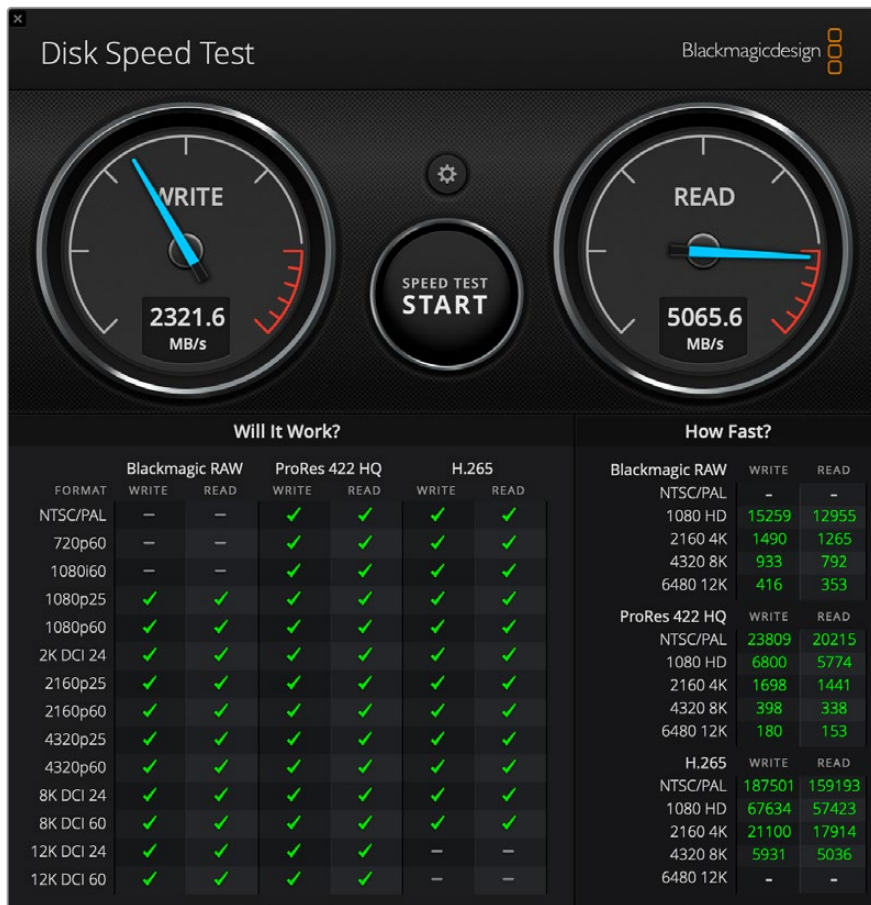 Disk Speed Test
Blackmagicdesign
WRITE
2321.6
MB/s
SPEED TEST
START
READ
5065.6
MB/s
Will It Work?
Blackmagic RAW ProRes 422 HQ H.265
FORMAT WRITE READ WRITE READ WRITE READ
NTSC/PAL – – ✓ ✓ ✓ ✓
720p60 – – ✓ ✓ ✓ ✓
1080i60 – – ✓ ✓ ✓ ✓
1080p25 ✓ ✓ ✓ ✓ ✓ ✓
1080p60 ✓ ✓ ✓ ✓ ✓ ✓
2K DCI 24 ✓ ✓ ✓ ✓ ✓ ✓
2160p25 ✓ ✓ ✓ ✓ ✓ ✓
2160p60 ✓ ✓ ✓ ✓ ✓ ✓
4320p25 ✓ ✓ ✓ ✓ ✓ ✓
4320p60 ✓ ✓ ✓ ✓ ✓ ✓
8K DCI 24 ✓ ✓ ✓ ✓ ✓ ✓
8K DCI 60 ✓ ✓ ✓ ✓ ✓ ✓
12K DCI 24 ✓ ✓ ✓ ✓ – –
12K DCI 60 ✓ ✓ ✓ ✓ – –
How Fast?
Blackmagic RAW WRITE READ
NTSC/PAL - -
1080 HD 15259 12955
2160 4K 1490 1265
4320 8K 933 792
6480 12K 416 353
ProRes 422 HQ WRITE READ
NTSC/PAL 23809 20215
1080 HD 6800 5774
2160 4K 1698 1441
4320 8K 398 338
6480 12K 180 153
H.265 WRITE READ
NTSC/PAL 187501 159193
1080 HD 67634 57423
2160 4K 21100 17914
4320 8K 5931 5036
6480 12K - -